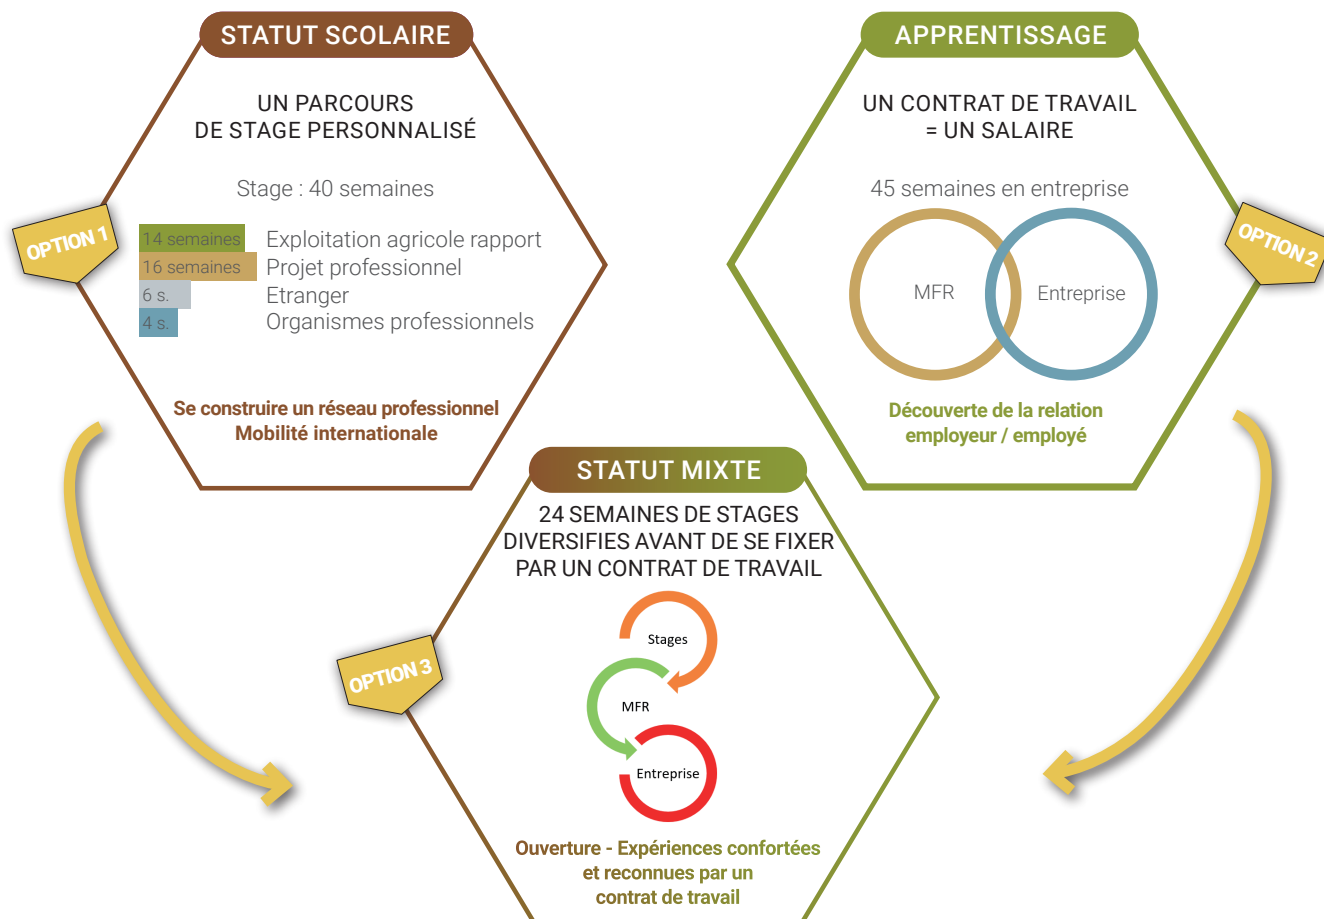 STATUT SCOLAIRE
UN PARCOURS
DE STAGE PERSONNALISÉ
Stage : 40 semaines
OPTION 1
14 semaines Exploitation agricole rapport
16 semaines Projet professionnel
6 s. Etranger
4 s. Organismes professionnels
Se construire un réseau professionnel
Mobilité internationale
APPRENTISSAGE
UN CONTRAT DE TRAVAIL
= UN SALAIRE
45 semaines en entreprise
OPTION 2
MFR
Entreprise
Découverte de la relation
employeur / employé
STATUT MIXTE
24 SEMAINES DE STAGES
DIVERSIFIES AVANT DE SE FIXER
PAR UN CONTRAT DE TRAVAIL
OPTION 3
Stages
MFR
Entreprise
Ouverture - Expériences confortées
et reconnues par un
contrat de travail